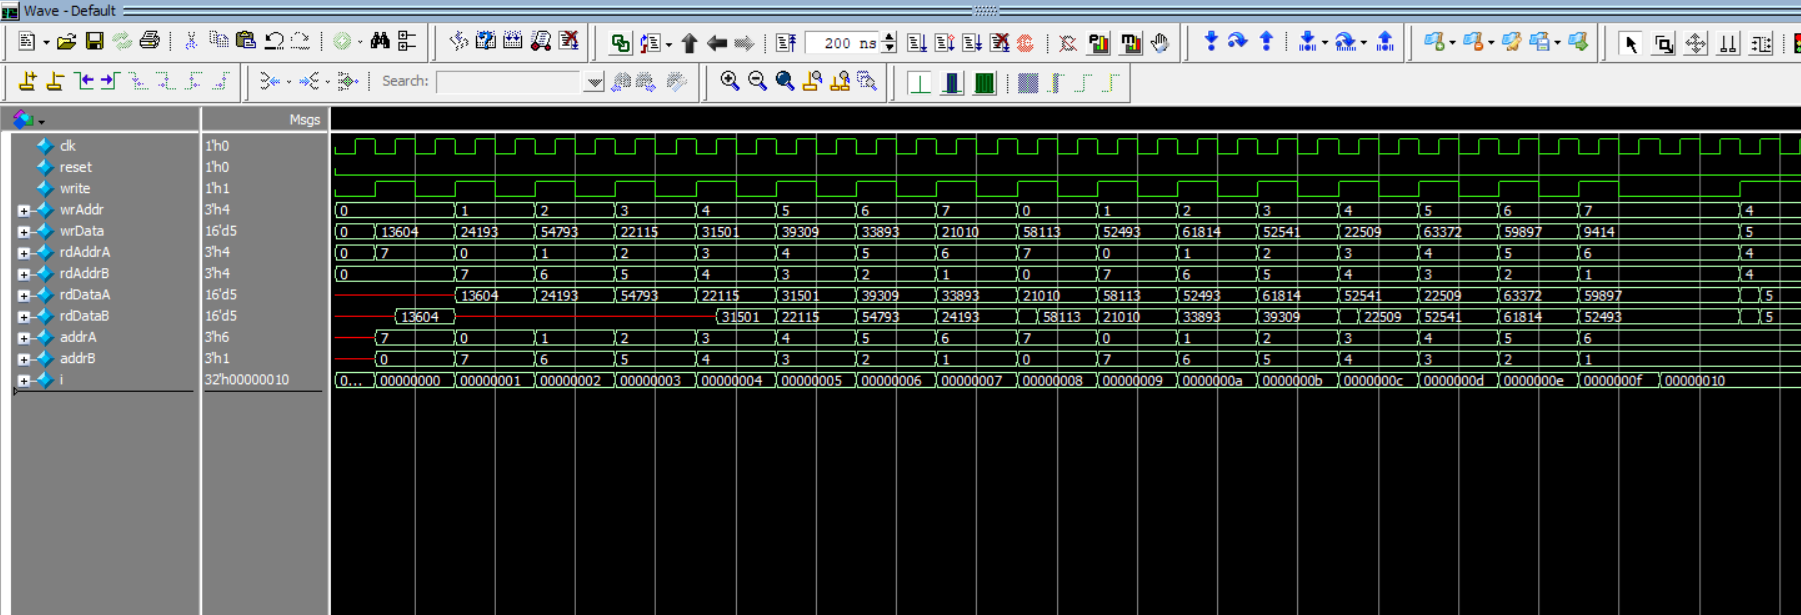 Wave - Default
200 ns
Search:
Msgs
clk 1'h0
reset 1'h0
write 1'h1
wrAddr 3'h4 0 1 2 3 4 5 6 7 0 1 2 3 4 5 6 7 4
wrData 16'd5 0 13604 24193 54793 22115 31501 39309 33893 21010 58113 52493 61814 52541 22509 63372 59897 9414 5
rdAddrA 3'h4 0 7 0 1 2 3 4 5 6 7 0 1 2 3 4 5 6 4
rdAddrB 3'h4 0 7 6 5 4 3 2 1 0 7 6 5 4 3 2 1 4
rdDataA 16'd5 13604 24193 54793 22115 31501 39309 33893 21010 58113 52493 61814 52541 22509 63372 59897 5
rdDataB 16'd5 13604 31501 22115 54793 24193 58113 21010 33893 39309 22509 52541 61814 52493 5
addrA 3'h6 7 0 1 2 3 4 5 6 7 0 1 2 3 4 5 6
addrB 3'h1 0 7 6 5 4 3 2 1 0 7 6 5 4 3 2 1
i 32'h00000010 0... 00000000 00000001 00000002 00000003 00000004 00000005 00000006 00000007 00000008 00000009 0000000a 0000000b 0000000c 0000000d 0000000e 0000000f 00000010